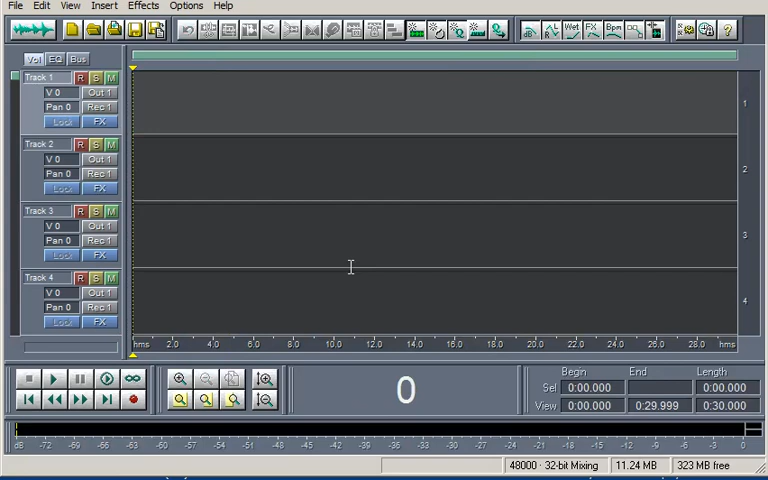 File Edit View Insert Effects Options Help
dB L R Wet FX Bpm
Vol EQ Bus
Track 1 R S M
V 0 Out 1
Pan 0 Rec 1
Lock FX
1
Track 2 R S M
V 0 Out 1
Pan 0 Rec 1
Lock FX
2
Track 3 R S M
V 0 Out 1
Pan 0 Rec 1
Lock FX
3
Track 4 R S M
V 0 Out 1
Pan 0 Rec 1
Lock FX
4
hms 2.0 4.0 6.0 8.0 10.0 12.0 14.0 16.0 18.0 20.0 22.0 24.0 26.0 28.0 hms
0
Begin End Length
Sel 0:00.000 0:00.000
View 0:00.000 0:29.999 0:30.000
dB -72 -69 -66 -63 -60 -57 -54 -51 -48 -45 -42 -39 -36 -33 -30 -27 -24 -21 -18 -15 -12 -9 -6 -3 0
48000 · 32-bit Mixing 11.24 MB 323 MB free